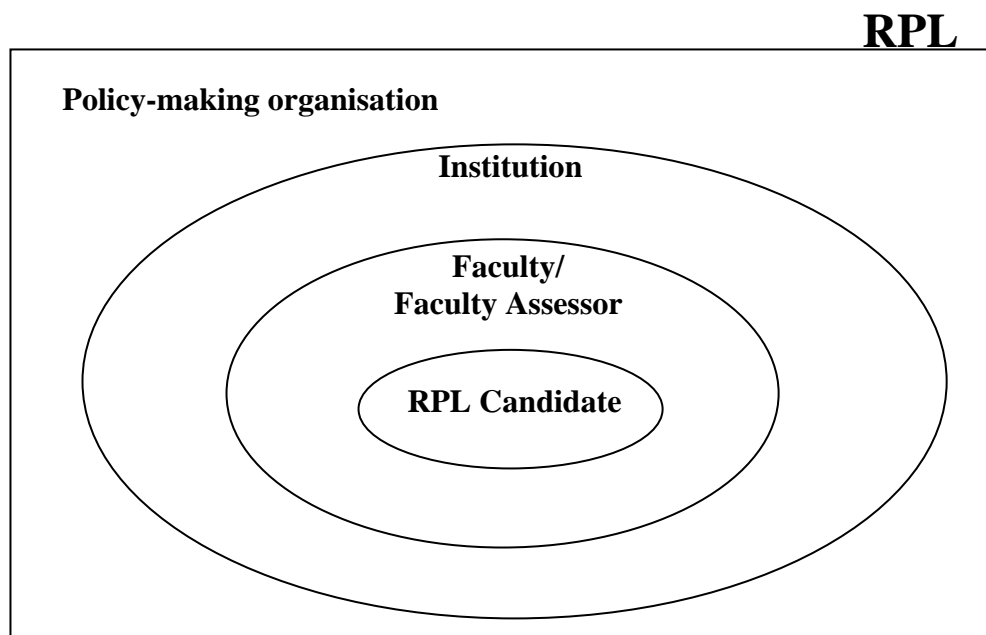 RPL
Policy-making organisation
Institution
Faculty/
Faculty Assessor
RPL Candidate